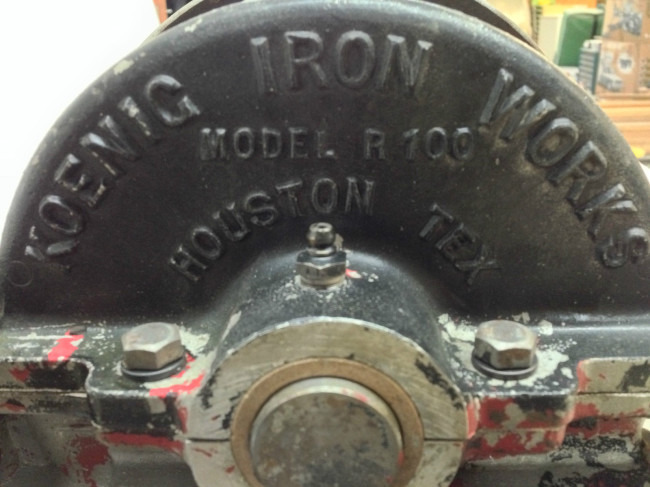 KOENIG IRON WORKS
MODEL R 100
HOUSTON TEX